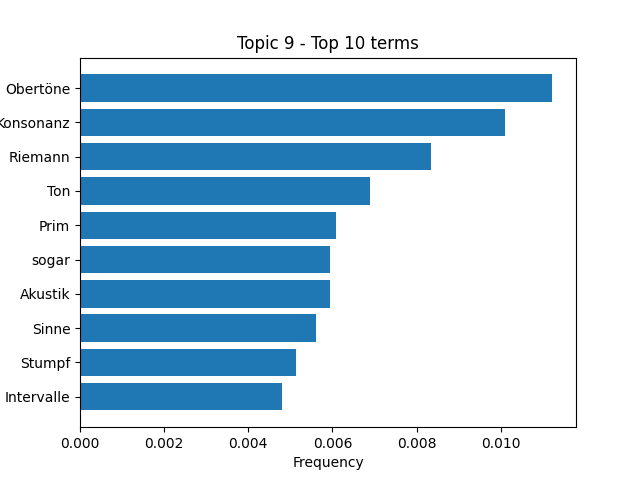 Topic 9 - Top 10 terms
Obertöne
Konsonanz
Riemann
Ton
Prim
sogar
Akustik
Sinne
Stumpf
Intervalle
0.000 0.002 0.004 0.006 0.008 0.010
Frequency